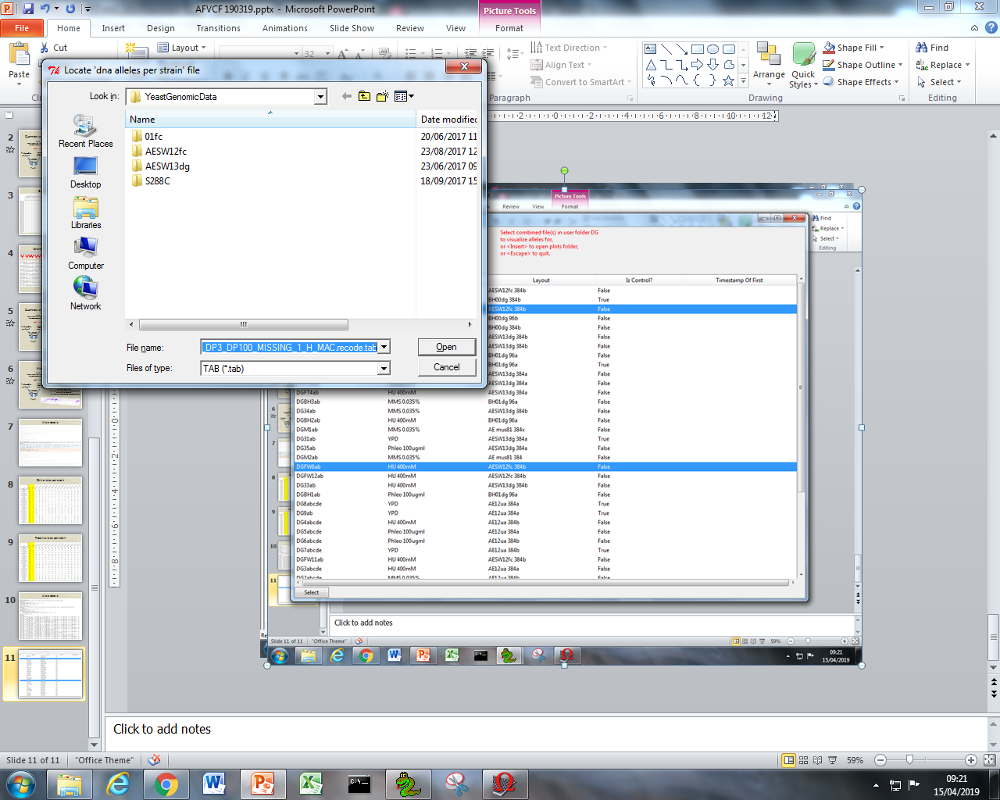 AFVCF 190319.pptx - Microsoft PowerPoint
Picture Tools
File Home Insert Design Transitions Animations Slide Show Review View Format
Paste
Cut
Layout
32
Text Direction
Align Text
Convert to SmartArt
Paragraph
Arrange
Quick Styles
Shape Fill
Shape Outline
Shape Effects
Find
Replace
Select
Editing
Locate 'dna alleles per strain' file
Look in: YeastGenomicData
Name Date modified
01fc 20/06/2017 11
AESW12fc 23/08/2017 12
AESW13dg 23/06/2017 09
S288C 18/09/2017 15
Recent Places
Desktop
Libraries
Computer
Network
File name: _DP3_DP100_MISSING_1_H_MAC.recode.tab Open
Files of type: TAB (*.tab) Cancel
2
3
4
5
6
7
8
9
10
11
Picture Tools
Review View Format
Find
Replace
Select
Editing
Select combined file(s) in user folder DG
to visualize alleles for,
or <Insert> to open plots folder,
or <Escape> to quit.
Layout Is Control? Timestamp Of First
AESW12fc 384b False
BH00dg 384b True
AESW12fc 384b False
BH00dg 96b False
BH00dg 384b False
AESW13dg 384b False
AESW13dg 384b False
BH01dg 96a False
BH01dg 96a True
AESW13dg 384a False
AESW13dg 384a False
DGFT4ab HU 400mM AESW13dg 384a False
DGBH3ab MMS 0.035% BH01dg 96a False
DG34ab MMS 0.035% AESW13dg 384b False
DGBH2ab HU 400mM BH01dg 96a False
DGM1ab MMS 0.035% AE mus81 384x False
DG31ab YPD AESW13dg 384a True
DG35ab Phleo 100ugml AESW13dg 384a False
DGM2ab MMS 0.035% AE mus81 384 False
DGFW6ab HU 400mM AESW12fc 384b False
DGFW12ab HU 400mM AESW12fc 384b False
DG33ab HU 400mM AESW13dg 384b False
DGBH1ab Phleo 100ugml BH01dg 96a False
DG8abcde YPD AE12ua 384a True
DG9ab YPD AE12ua 384a True
DG4abcde HU 400mM AE12ua 384b False
DG5abcde Phleo 100ugml AE12ua 384a False
DG6abcde Phleo 100ugml AE12ua 384b False
DG7abcde YPD AE12ua 384b True
DGFW11ab HU 400mM AESW12fc 384b False
DG3abcde HU 400mM AE12ua 384a False
DG2abcde MMS 0.035% AE12ua 384b False
Select
6
7
8
9
10
11
Click to add notes
Slide 11 of 11 "Office Theme" 59%
09:21
15/04/2019
Click to add notes
Slide 11 of 11 "Office Theme" 59%
09:21
15/04/2019